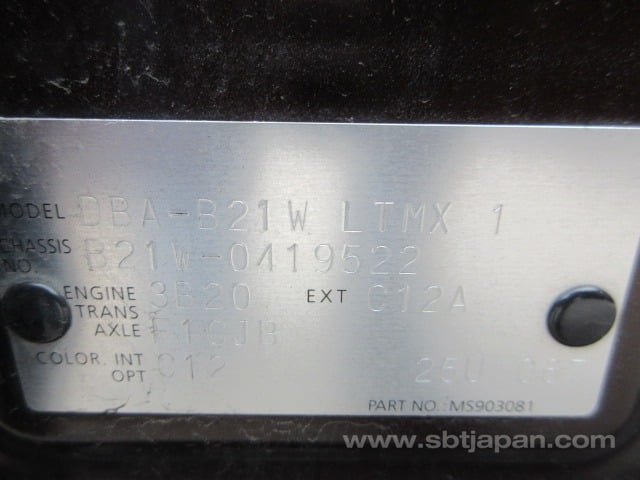 MODEL DBA-B21W LTMX 1
CHASSIS NO. B21W-0419522
ENGINE 3B20 EXT C12A
TRANS AXLE F1CJB
COLOR. INT OPT C12
PART NO.: MS903081
www.sbtjapan.com